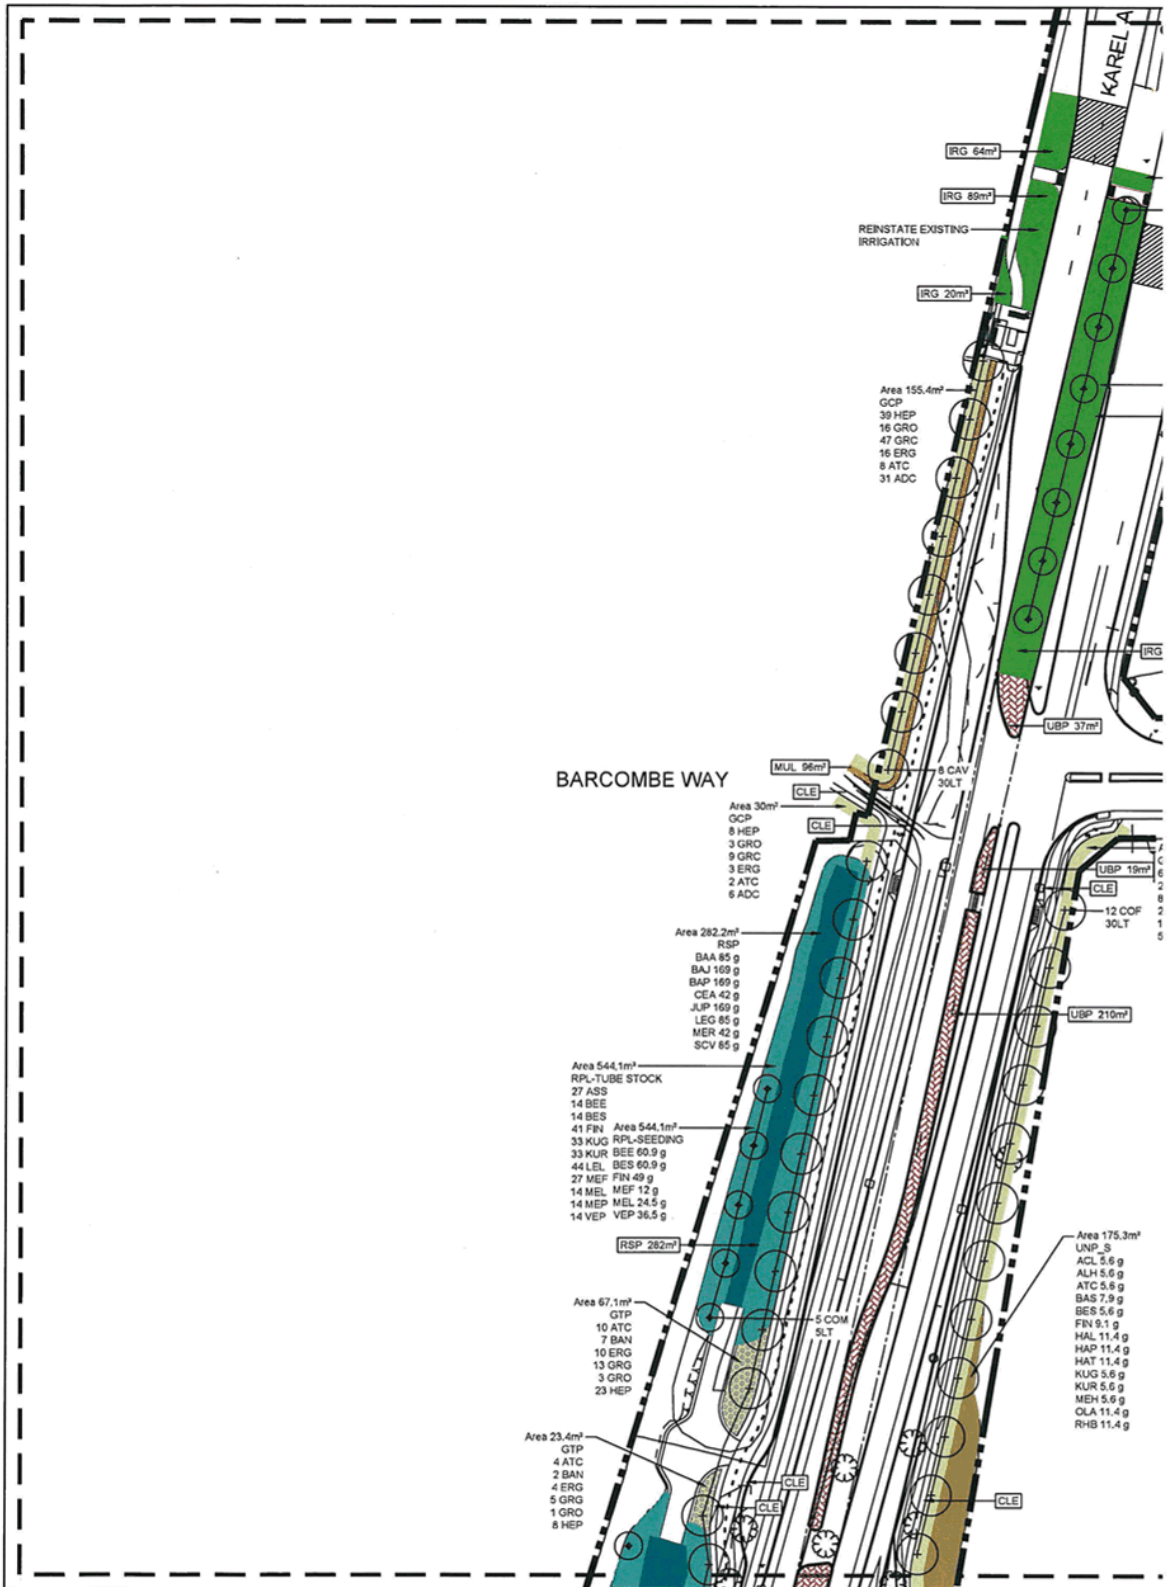 KAREL A
IRG 64m²
IRG 89m²
REINSTATE EXISTING
IRRIGATION
IRG 20m²
Area 155.4m²
GCP
39 HEP
16 GRO
47 GRC
16 ERG
8 ATC
31 ADC
IRG
UBP 37m²
BARCOMBE WAY
MUL 96m²
8 CAV
30LT
CLE
Area 30m²
GCP
8 HEP
3 GRO
9 GRC
3 ERG
2 ATC
6 ADC
CLE
UBP 19m²
CLE
12 COF
30LT
A
G
6
2
8
2
1
5
Area 282.2m²
RSP
BAA 85 g
BAJ 169 g
BAP 169 g
CEA 42 g
JUP 169 g
LEG 85 g
MER 42 g
SCV 85 g
UBP 210m²
Area 544.1m²
RPL-TUBE STOCK
27 ASS
14 BEE
14 BES
41 FIN
33 KUG
33 KUR
44 LEL
27 MEF
14 MEL
14 MEP
14 VEP
Area 544.1m²
RPL-SEEDING
BEE 60.9 g
BES 60.9 g
FIN 49 g
MEF 12 g
MEL 24.5 g
VEP 36.5 g
RSP 282m²
Area 175.3m²
UNP_S
ACL 5.6 g
ALH 5.6 g
ATC 5.6 g
BAS 7.9 g
BES 5.6 g
FIN 9.1 g
HAL 11.4 g
HAP 11.4 g
HAT 11.4 g
KUG 5.6 g
KUR 5.6 g
MEH 5.6 g
OLA 11.4 g
RHB 11.4 g
Area 67.1m²
GTP
10 ATC
7 BAN
10 ERG
13 GRG
3 GRO
23 HEP
5 COM
5LT
Area 23.4m²
GTP
4 ATC
2 BAN
4 ERG
5 GRG
1 GRO
8 HEP
CLE
CLE
CLE